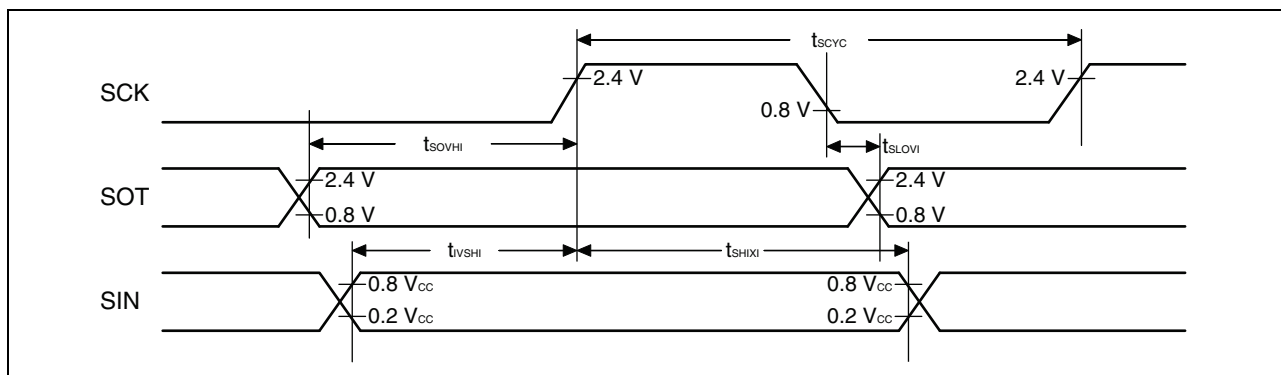 tSCYC
SCK
2.4 V
0.8 V
2.4 V
tSOVHI
tSLOVI
SOT
2.4 V
0.8 V
2.4 V
0.8 V
tIVSHI
tSHIXI
SIN
0.8 VCC
0.2 VCC
0.8 VCC
0.2 VCC